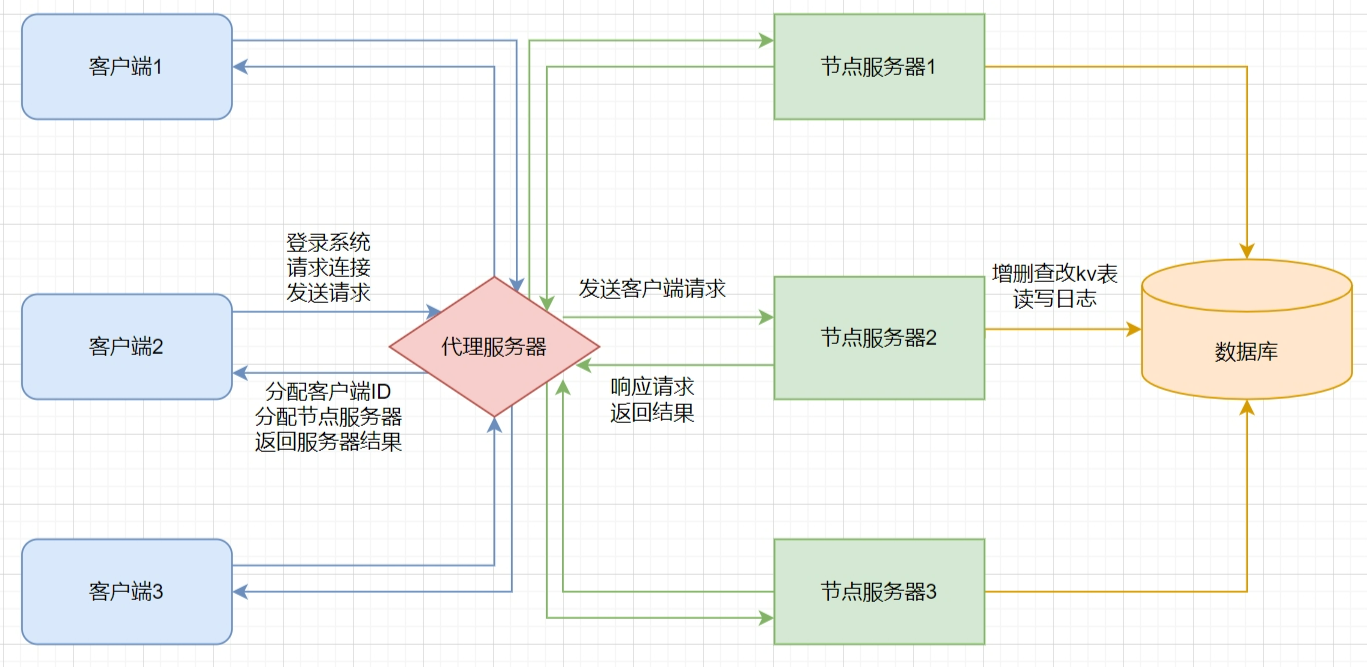 客户端1
节点服务器1
登录系统
请求连接
发送请求
发送客户端请求
增删查改kv表
读写日志
客户端2
代理服务器
节点服务器2
数据库
分配客户端ID
分配节点服务器
返回服务器结果
响应请求
返回结果
客户端3
节点服务器3